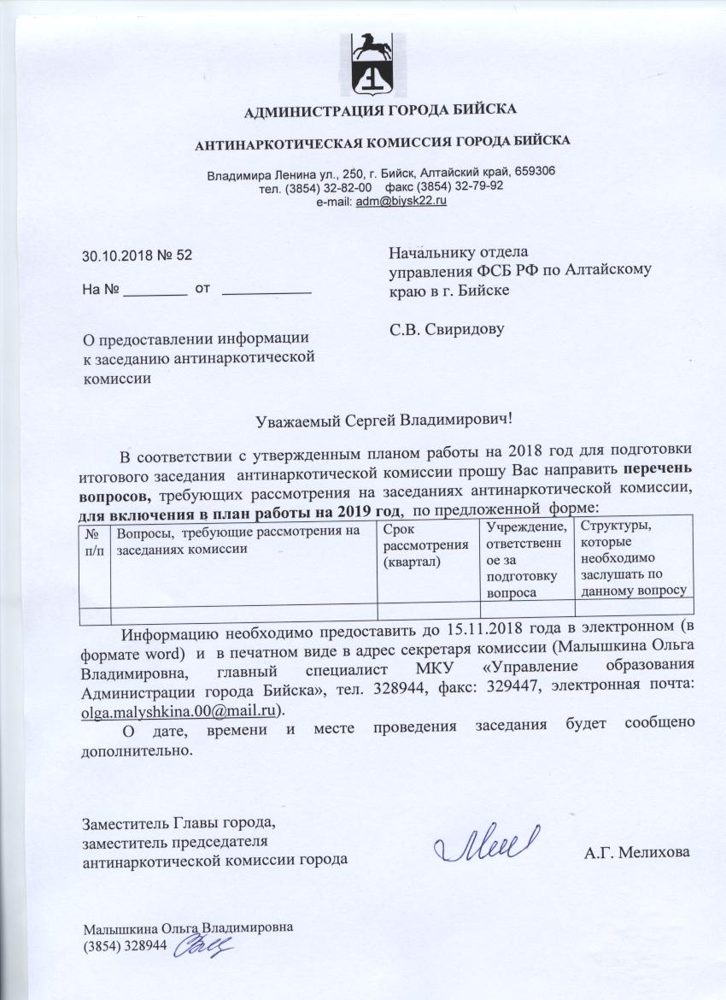 АДМИНИСТРАЦИЯ ГОРОДА БИЙСКА
АНТИНАРКОТИЧЕСКАЯ КОМИССИЯ ГОРОДА БИЙСКА
Владимира Ленина ул., 250, г. Бийск, Алтайский край, 659306
тел. (3854) 32-82-00 факс (3854) 32-79-92
e-mail: adm@biysk22.ru
30.10.2018 № 52
На № _________ от ____________
Начальнику отдела
управления ФСБ РФ по Алтайскому
краю в г. Бийске
С.В. Свиридову
О предоставлении информации
к заседанию антинаркотической
комиссии
Уважаемый Сергей Владимирович!
В соответствии с утвержденным планом работы на 2018 год для подготовки
итогового заседания антинаркотической комиссии прошу Вас направить перечень
вопросов, требующих рассмотрения на заседаниях антинаркотической комиссии,
для включения в план работы на 2019 год, по предложенной форме:
№
п/п
Вопросы, требующие рассмотрения на
заседаниях комиссии
Срок
рассмотрения
(квартал)
Учреждение,
ответственн
ое за
подготовку
вопроса
Структуры,
которые
необходимо
заслушать по
данному вопросу
Информацию необходимо предоставить до 15.11.2018 года в электронном (в
формате word) и в печатном виде в адрес секретаря комиссии (Малышкина Ольга
Владимировна, главный специалист МКУ «Управление образования
Администрации города Бийска», тел. 328944, факс: 329447, электронная почта:
olga.malyshkina.00@mail.ru).
О дате, времени и месте проведения заседания будет сообщено
дополнительно.
Заместитель Главы города,
заместитель председателя
антинаркотической комиссии города
А.Г. Мелихова
Малышкина Ольга Владимировна
(3854) 328944